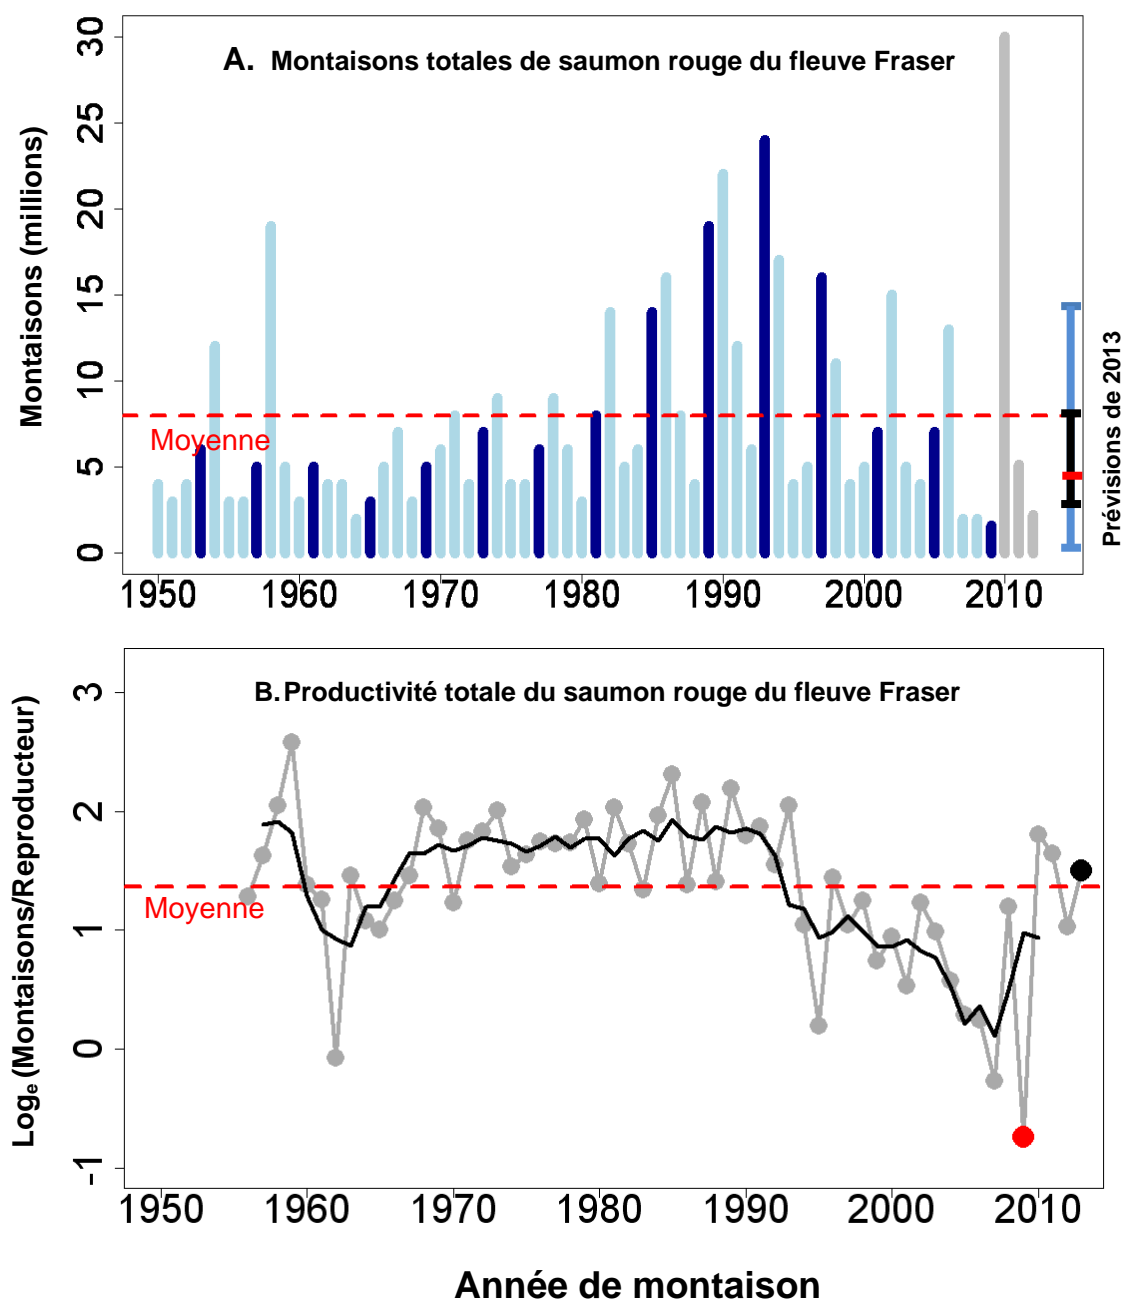 A. Montaisons totales de saumon rouge du fleuve Fraser
Montaisons (millions)
30
25
20
15
10
5
0
Moyenne
Prévisions de 2013
1950 1960 1970 1980 1990 2000 2010
B. Productivité totale du saumon rouge du fleuve Fraser
Loge (Montaisons/Reproducteur)
3
2
1
0
-1
Moyenne
1950 1960 1970 1980 1990 2000 2010
Année de montaison